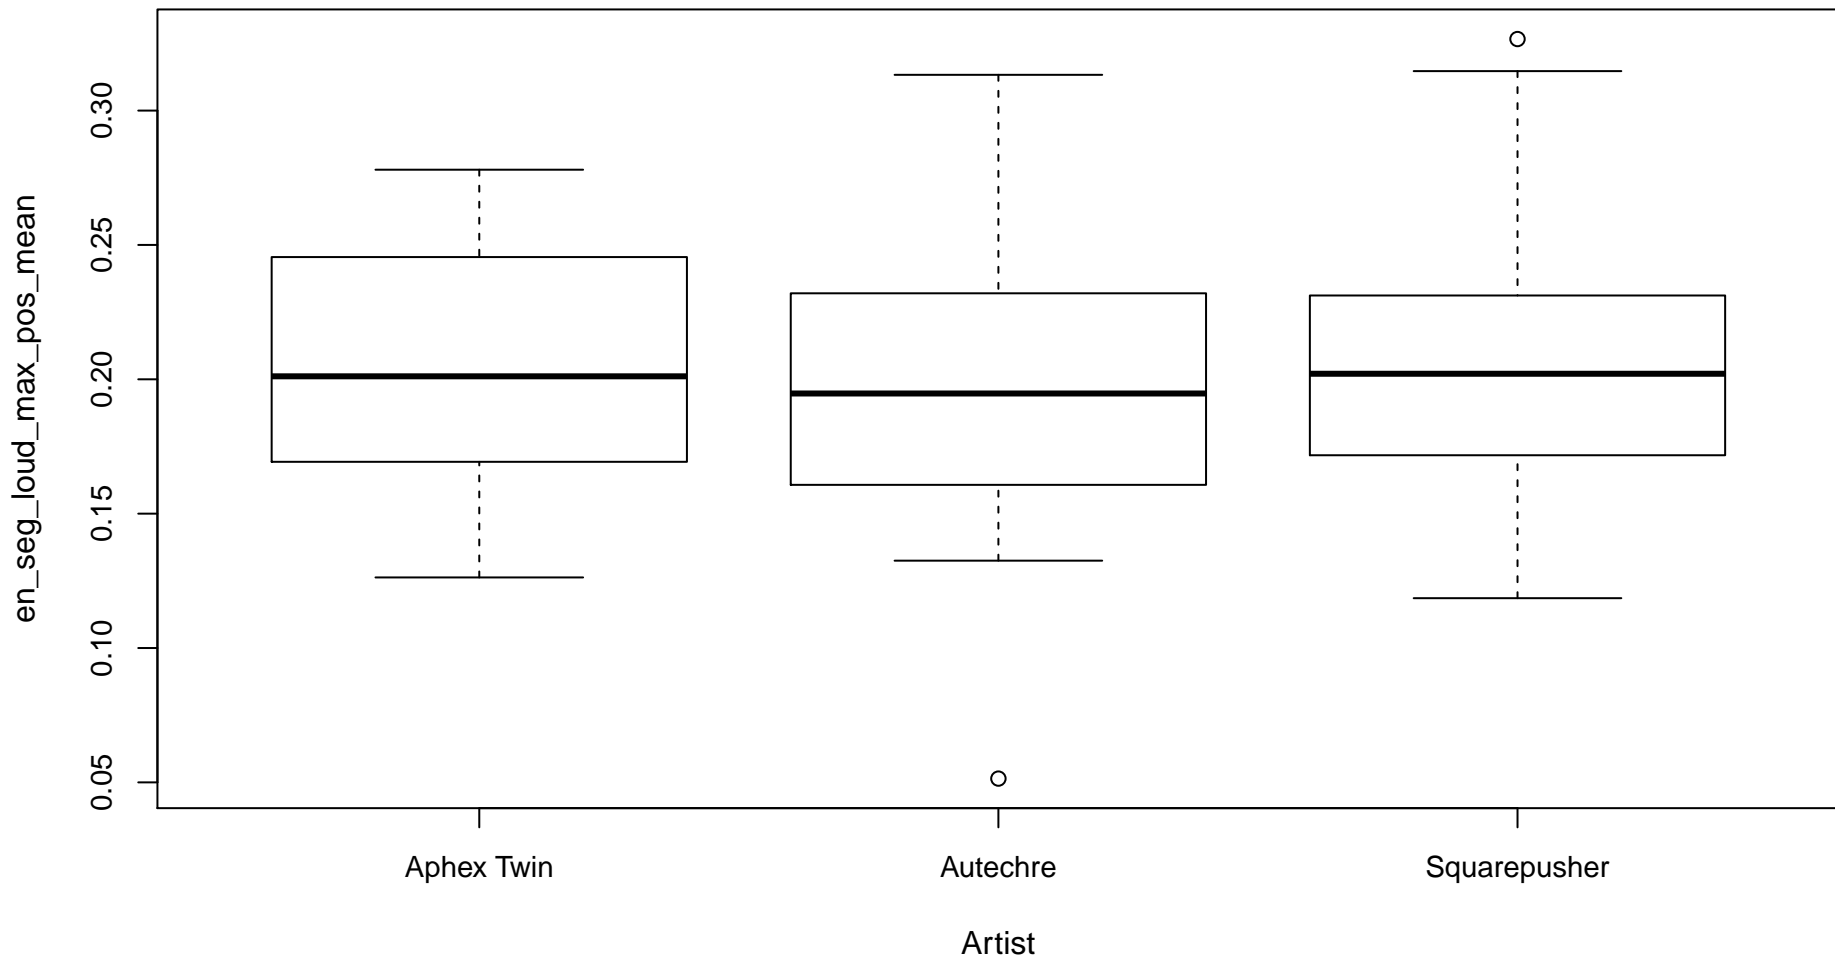 en_seg_loud_max_pos_mean
0.30
0.25
0.20
0.15
0.10
0.05
Aphex Twin
Autechre
Squarepusher
Artist